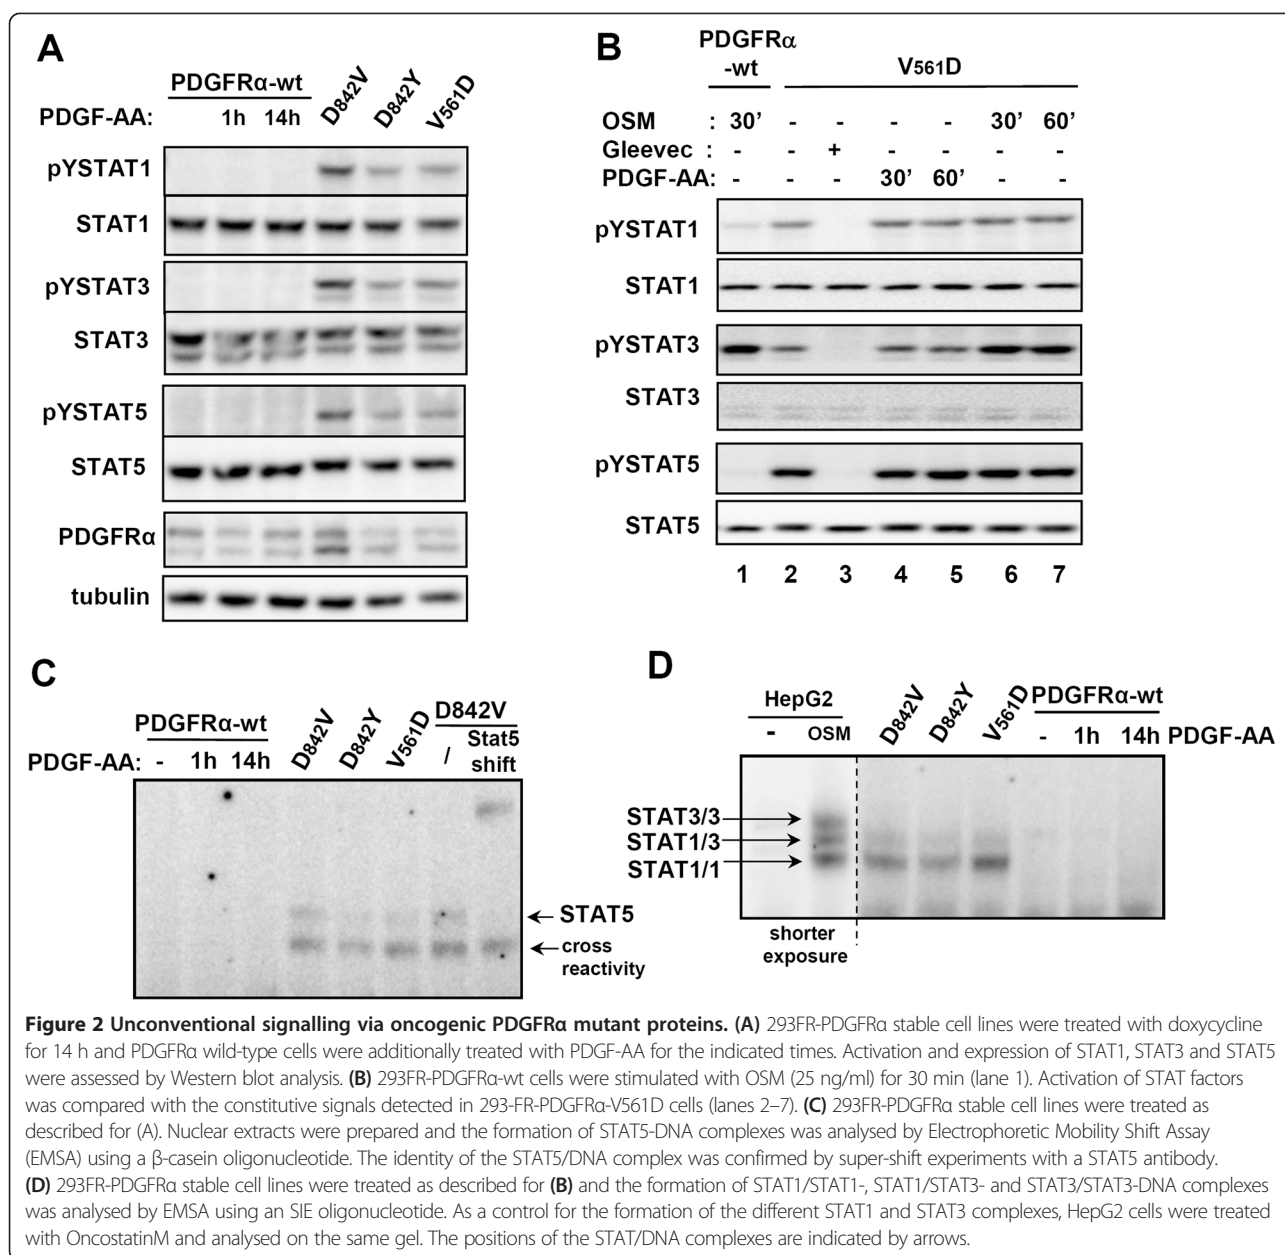 A
PDGFRα-wt
D842V
D842Y
V561D
PDGF-AA: 1h 14h
pYSTAT1
STAT1
pYSTAT3
STAT3
pYSTAT5
STAT5
PDGFRα
tubulin
B
PDGFRα
-wt
V561D
OSM : 30’ - - - - 30’ 60’
Gleevec : - - + - - - -
PDGF-AA: - - - 30’ 60’ - -
pYSTAT1
STAT1
pYSTAT3
STAT3
pYSTAT5
STAT5
1 2 3 4 5 6 7
C
PDGFRα-wt
D842V
D842Y
V561D
D842V
PDGF-AA: - 1h 14h
/
Stat5
shift
STAT5
cross
reactivity
D
HepG2
- OSM
D842V
D842Y
V561D
PDGFRα-wt
- 1h 14h PDGF-AA
STAT3/3
STAT1/3
STAT1/1
shorter
exposure
Figure 2 Unconventional signalling via oncogenic PDGFRα mutant proteins. (A) 293FR-PDGFRα stable cell lines were treated with doxycycline
for 14 h and PDGFRα wild-type cells were additionally treated with PDGF-AA for the indicated times. Activation and expression of STAT1, STAT3 and STAT5
were assessed by Western blot analysis. (B) 293FR-PDGFRα-wt cells were stimulated with OSM (25 ng/ml) for 30 min (lane 1). Activation of STAT factors
was compared with the constitutive signals detected in 293-FR-PDGFRα-V561D cells (lanes 2–7). (C) 293FR-PDGFRα stable cell lines were treated as
described for (A). Nuclear extracts were prepared and the formation of STAT5-DNA complexes was analysed by Electrophoretic Mobility Shift Assay
(EMSA) using a β-casein oligonucleotide. The identity of the STAT5/DNA complex was confirmed by super-shift experiments with a STAT5 antibody.
(D) 293FR-PDGFRα stable cell lines were treated as described for (B) and the formation of STAT1/STAT1-, STAT1/STAT3- and STAT3/STAT3-DNA complexes
was analysed by EMSA using an SIE oligonucleotide. As a control for the formation of the different STAT1 and STAT3 complexes, HepG2 cells were treated
with OncostatinM and analysed on the same gel. The positions of the STAT/DNA complexes are indicated by arrows.